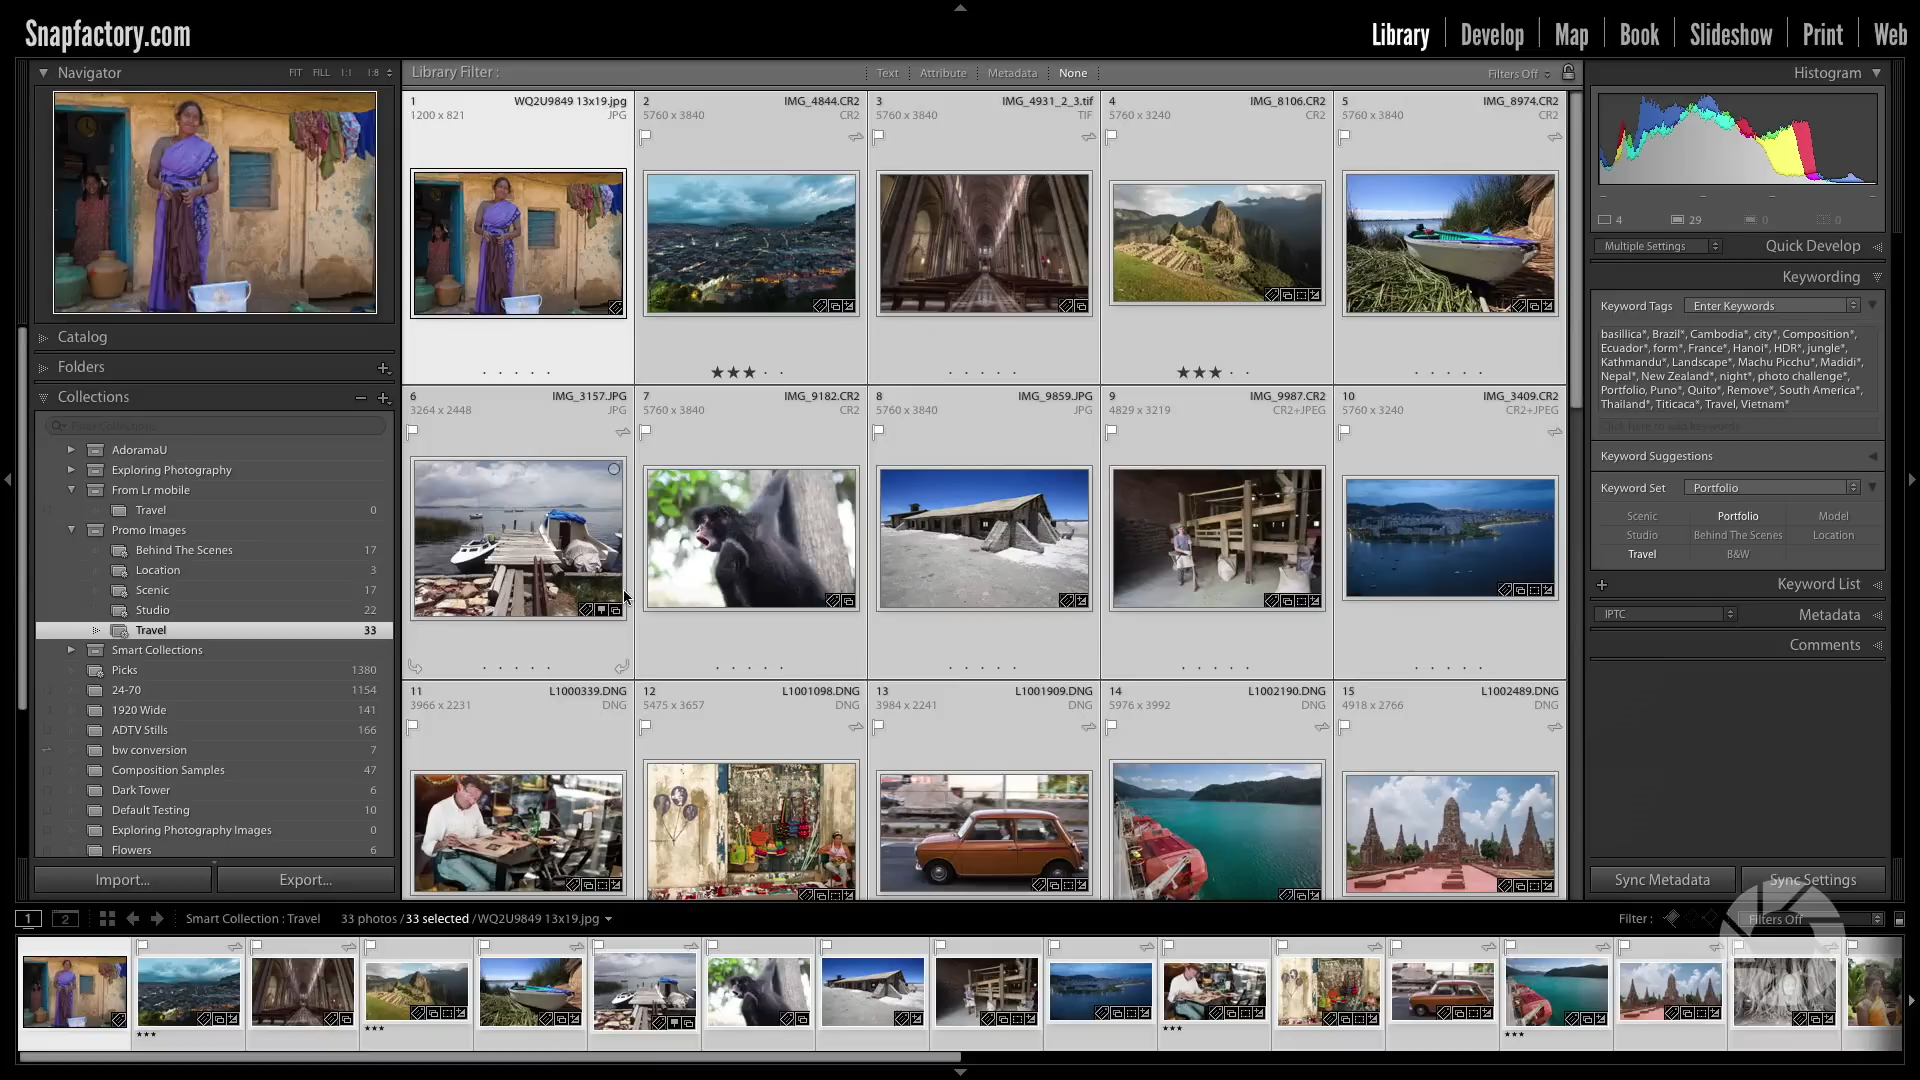 Snapfactory.com
Library Develop Map Book Slideshow Print Web
Navigator FIT FILL 1:1 1:8
Library Filter : Text Attribute Metadata None Filters Off
Histogram
1 WQ2U9849 13x19.jpg
1200 x 821 JPG
2 IMG_4844.CR2
5760 x 3840 CR2
3 IMG_4931_2_3.tif
5760 x 3840 TIF
4 IMG_8106.CR2
5760 x 3240 CR2
5 IMG_8974.CR2
5760 x 3840 CR2
4 29 0 0
Multiple Settings Quick Develop
Keywording
Keyword Tags Enter Keywords
basillica*, Brazil*, Cambodia*, city*, Composition*,
Ecuador*, form*, France*, Hanoi*, HDR*, jungle*,
Kathmandu*, Landscape*, Machu Picchu*, Madidi*,
Nepal*, New Zealand*, night*, photo challenge*,
Portfolio, Puno*, Quito*, Remove*, South America*,
Thailand*, Titicaca*, Travel, Vietnam*
Click here to add keywords
Keyword Suggestions
Keyword Set Portfolio
Scenic Portfolio Model
Studio Behind The Scenes Location
Travel B&W
Keyword List
IPTC Metadata
Comments
Sync Metadata Sync Settings
Catalog
Folders
Collections
Filter Collections
AdoramaU
Exploring Photography
From Lr mobile
Travel 0
Promo Images
Behind The Scenes 17
Location 3
Scenic 17
Studio 22
Travel 33
Smart Collections
Picks 1380
24-70 1154
1920 Wide 141
ADTV Stills 166
bw conversion 7
Composition Samples 47
Dark Tower 6
Default Testing 10
Exploring Photography Images 0
Flowers 6
Import... Export...
6 IMG_3157.JPG
3264 x 2448 JPG
7 IMG_9182.CR2
5760 x 3840 CR2
8 IMG_9859.JPG
5760 x 3840 JPG
9 IMG_9987.CR2
4829 x 3219 CR2+JPEG
10 IMG_3409.CR2
5760 x 3240 CR2+JPEG
11 L1000339.DNG
3966 x 2231 DNG
12 L1001098.DNG
5475 x 3657 DNG
13 L1001909.DNG
3984 x 2241 DNG
14 L1002190.DNG
5976 x 3992 DNG
15 L1002489.DNG
4918 x 2766 DNG
1 2 Smart Collection : Travel 33 photos / 33 selected / WQ2U9849 13x19.jpg Filter : Filters Off